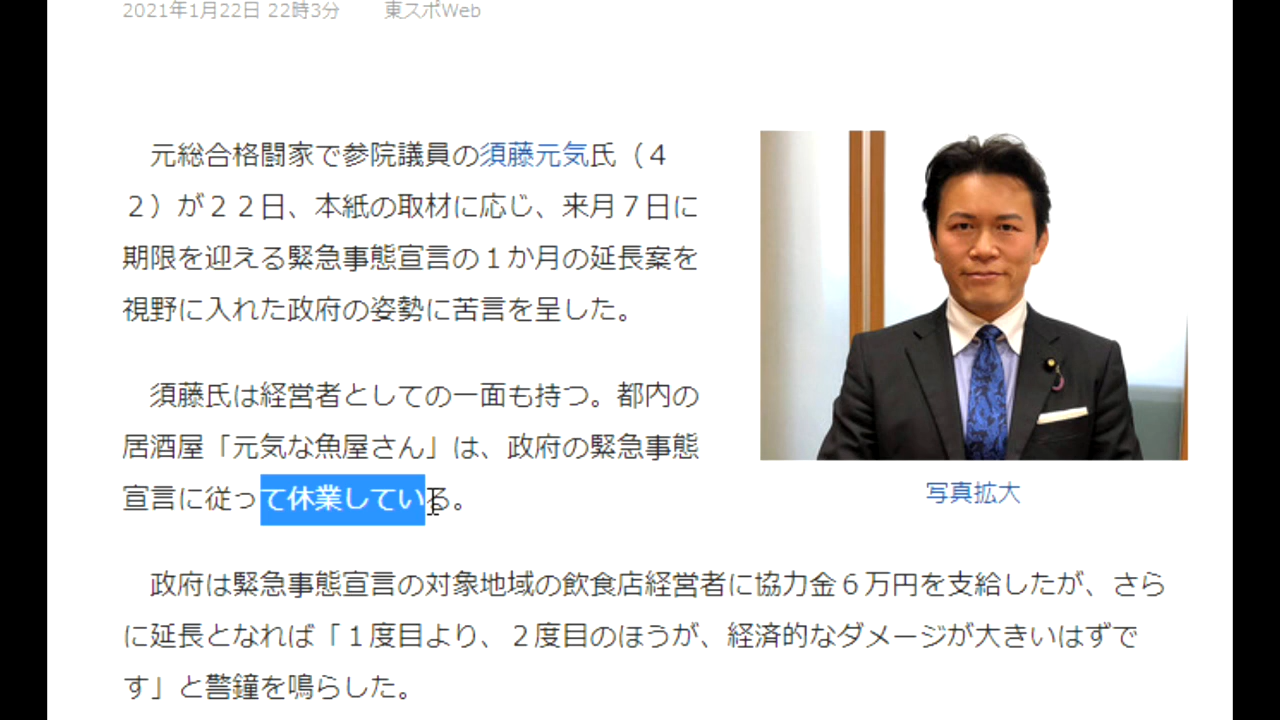 2021年1月22日 22時3分　　東スポWeb
　元総合格闘家で参院議員の須藤元気氏（４
２）が２２日、本紙の取材に応じ、来月７日に
期限を迎える緊急事態宣言の１か月の延長案を
視野に入れた政府の姿勢に苦言を呈した。
　須藤氏は経営者としての一面も持つ。都内の
居酒屋「元気な魚屋さん」は、政府の緊急事態
宣言に従って休業している。
写真拡大
　政府は緊急事態宣言の対象地域の飲食店経営者に協力金６万円を支給したが、さら
に延長となれば「１度目より、２度目のほうが、経済的なダメージが大きいはずで
す」と警鐘を鳴らした。